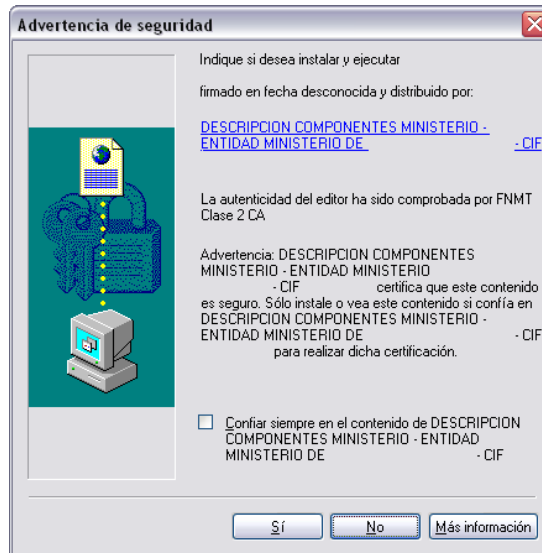 Advertencia de seguridad
Indique si desea instalar y ejecutar
firmado en fecha desconocida y distribuido por:
DESCRIPCION COMPONENTES MINISTERIO -
ENTIDAD MINISTERIO DE - CIF
La autenticidad del editor ha sido comprobada por FNMT
Clase 2 CA
Advertencia: DESCRIPCION COMPONENTES
MINISTERIO - ENTIDAD MINISTERIO
- CIF certifica que este contenido
es seguro. Sólo instale o vea este contenido si confía en
DESCRIPCION COMPONENTES MINISTERIO -
ENTIDAD MINISTERIO DE - CIF
para realizar dicha certificación.
Confiar siempre en el contenido de DESCRIPCION
COMPONENTES MINISTERIO - ENTIDAD
MINISTERIO DE - CIF
Sí No Más información